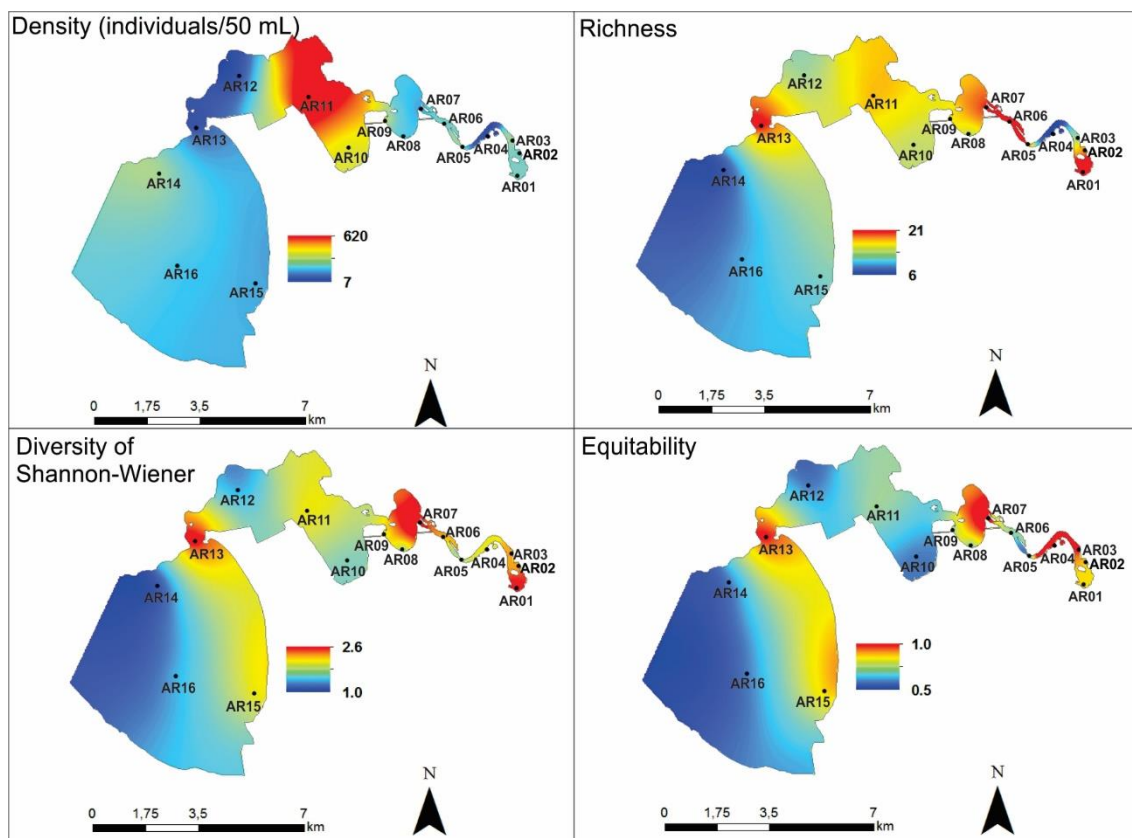 Density (individuals/50 mL)
AR12
AR11
AR07
AR06
AR13
AR09
AR03
AR04
AR02
AR10
AR08
AR05
AR14
AR01
620
7
AR16
AR15
N
0 1,75 3,5 7
km
Richness
AR12
AR11
AR07
AR06
AR13
AR09
AR03
AR04
AR02
AR10
AR08
AR05
AR14
AR01
21
6
AR16
AR15
N
0 1,75 3,5 7
km
Diversity of
Shannon-Wiener
AR12
AR11
AR07
AR06
AR13
AR09
AR03
AR08
AR04
AR02
AR10
AR05
AR14
AR01
2.6
1.0
AR16
AR15
N
0 1,75 3,5 7
km
Equitability
AR12
AR11
AR07
AR06
AR13
AR09
AR03
AR08
AR04
AR02
AR10
AR05
AR14
AR01
1.0
0.5
AR16
AR15
N
0 1,75 3,5 7
km